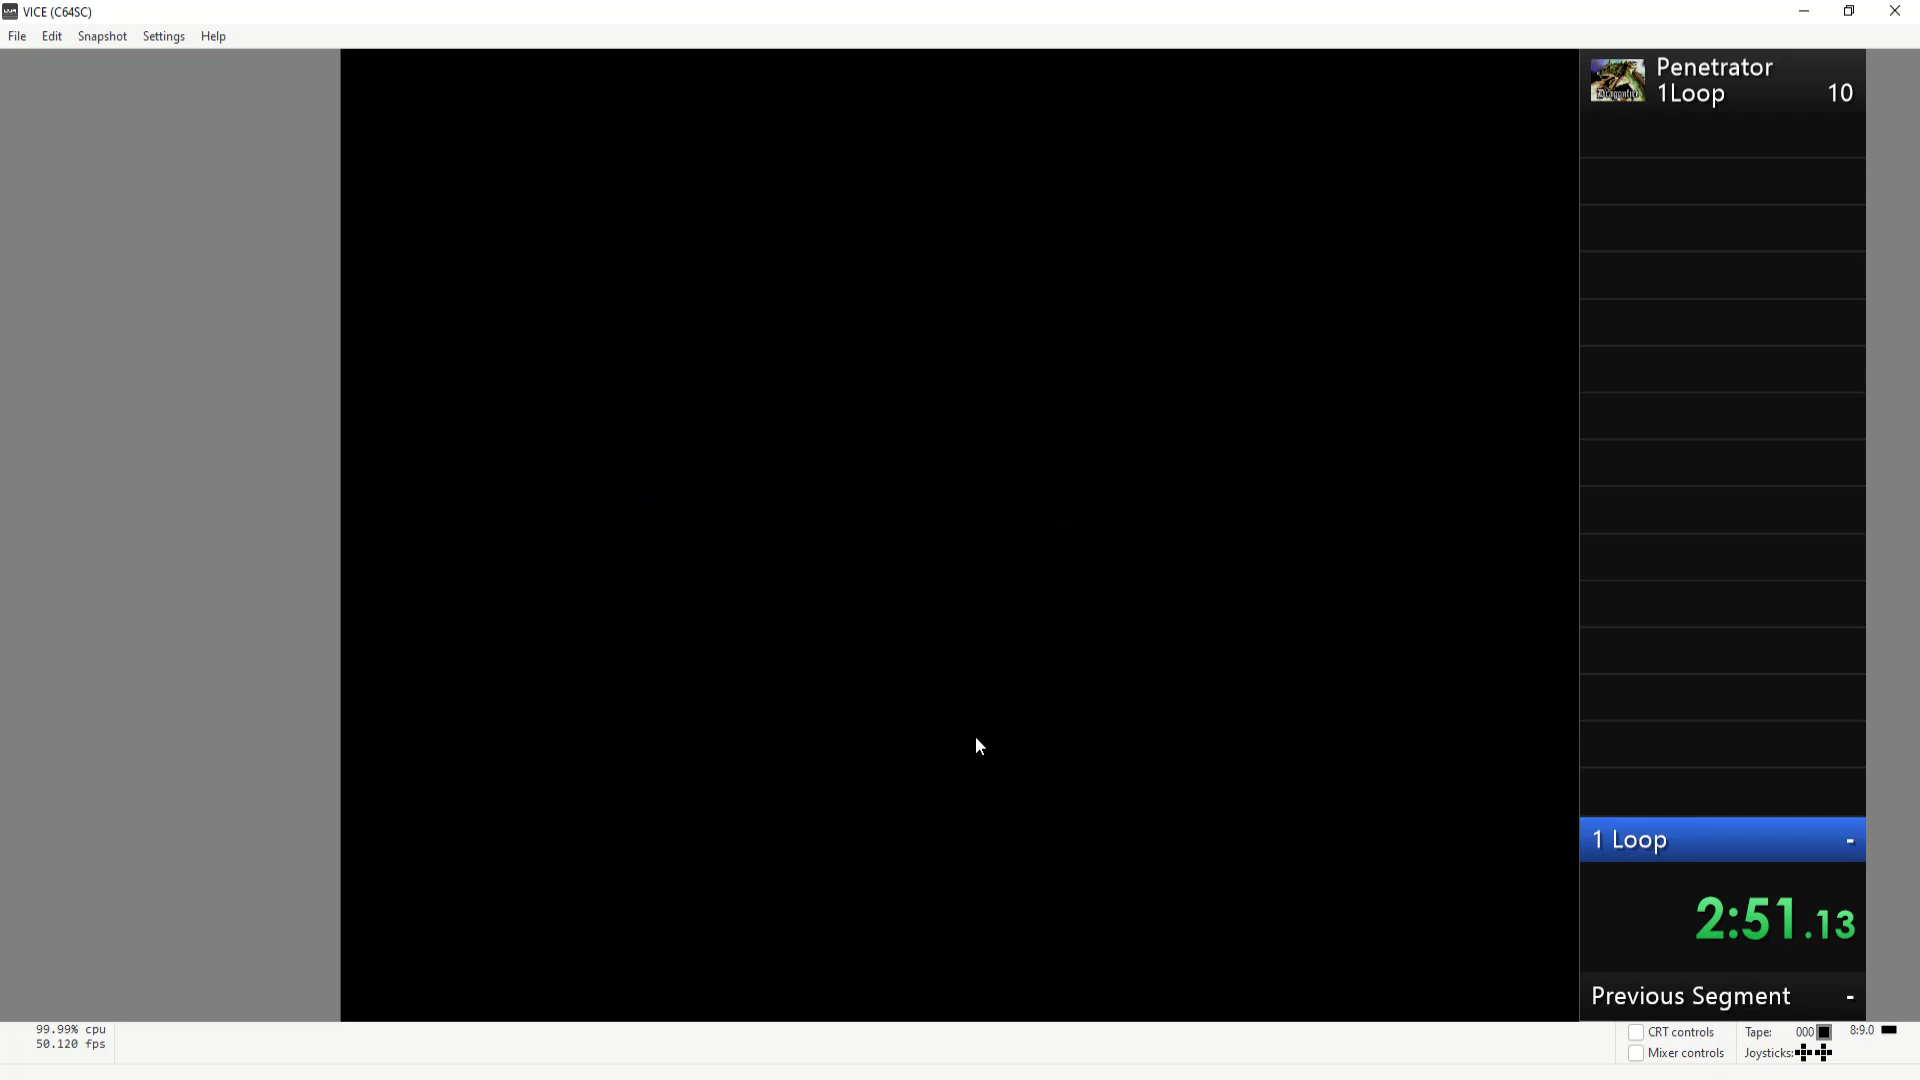 VICE (C64SC)
File Edit Snapshot Settings Help
Penetrator
1Loop 10
Dragonfire
1 Loop -
2:51.13
Previous Segment -
99.99% cpu
50.120 fps
CRT controls
Mixer controls
Tape: 000
Joysticks:
8:9.0